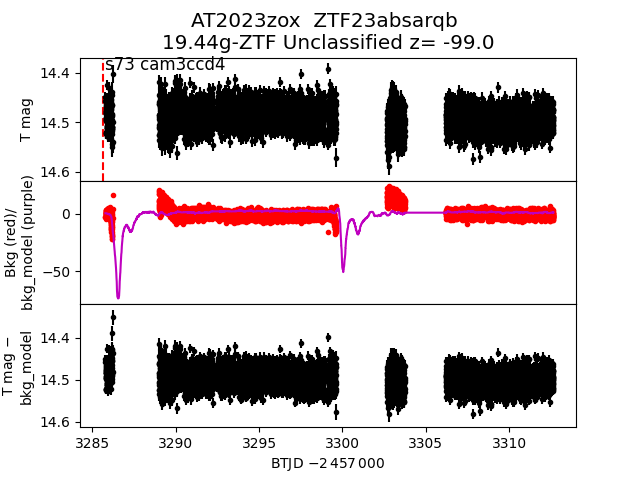 AT2023zox  ZTF23absarqb
19.44g-ZTF Unclassified z= -99.0
s73 cam3ccd4
14.4
14.5
14.6
T mag
0
−50
Bkg (red)/
bkg_model (purple)
14.4
14.5
14.6
T mag −
bkg_model
3285
3290
3295
3300
3305
3310
BTJD −2 457 000